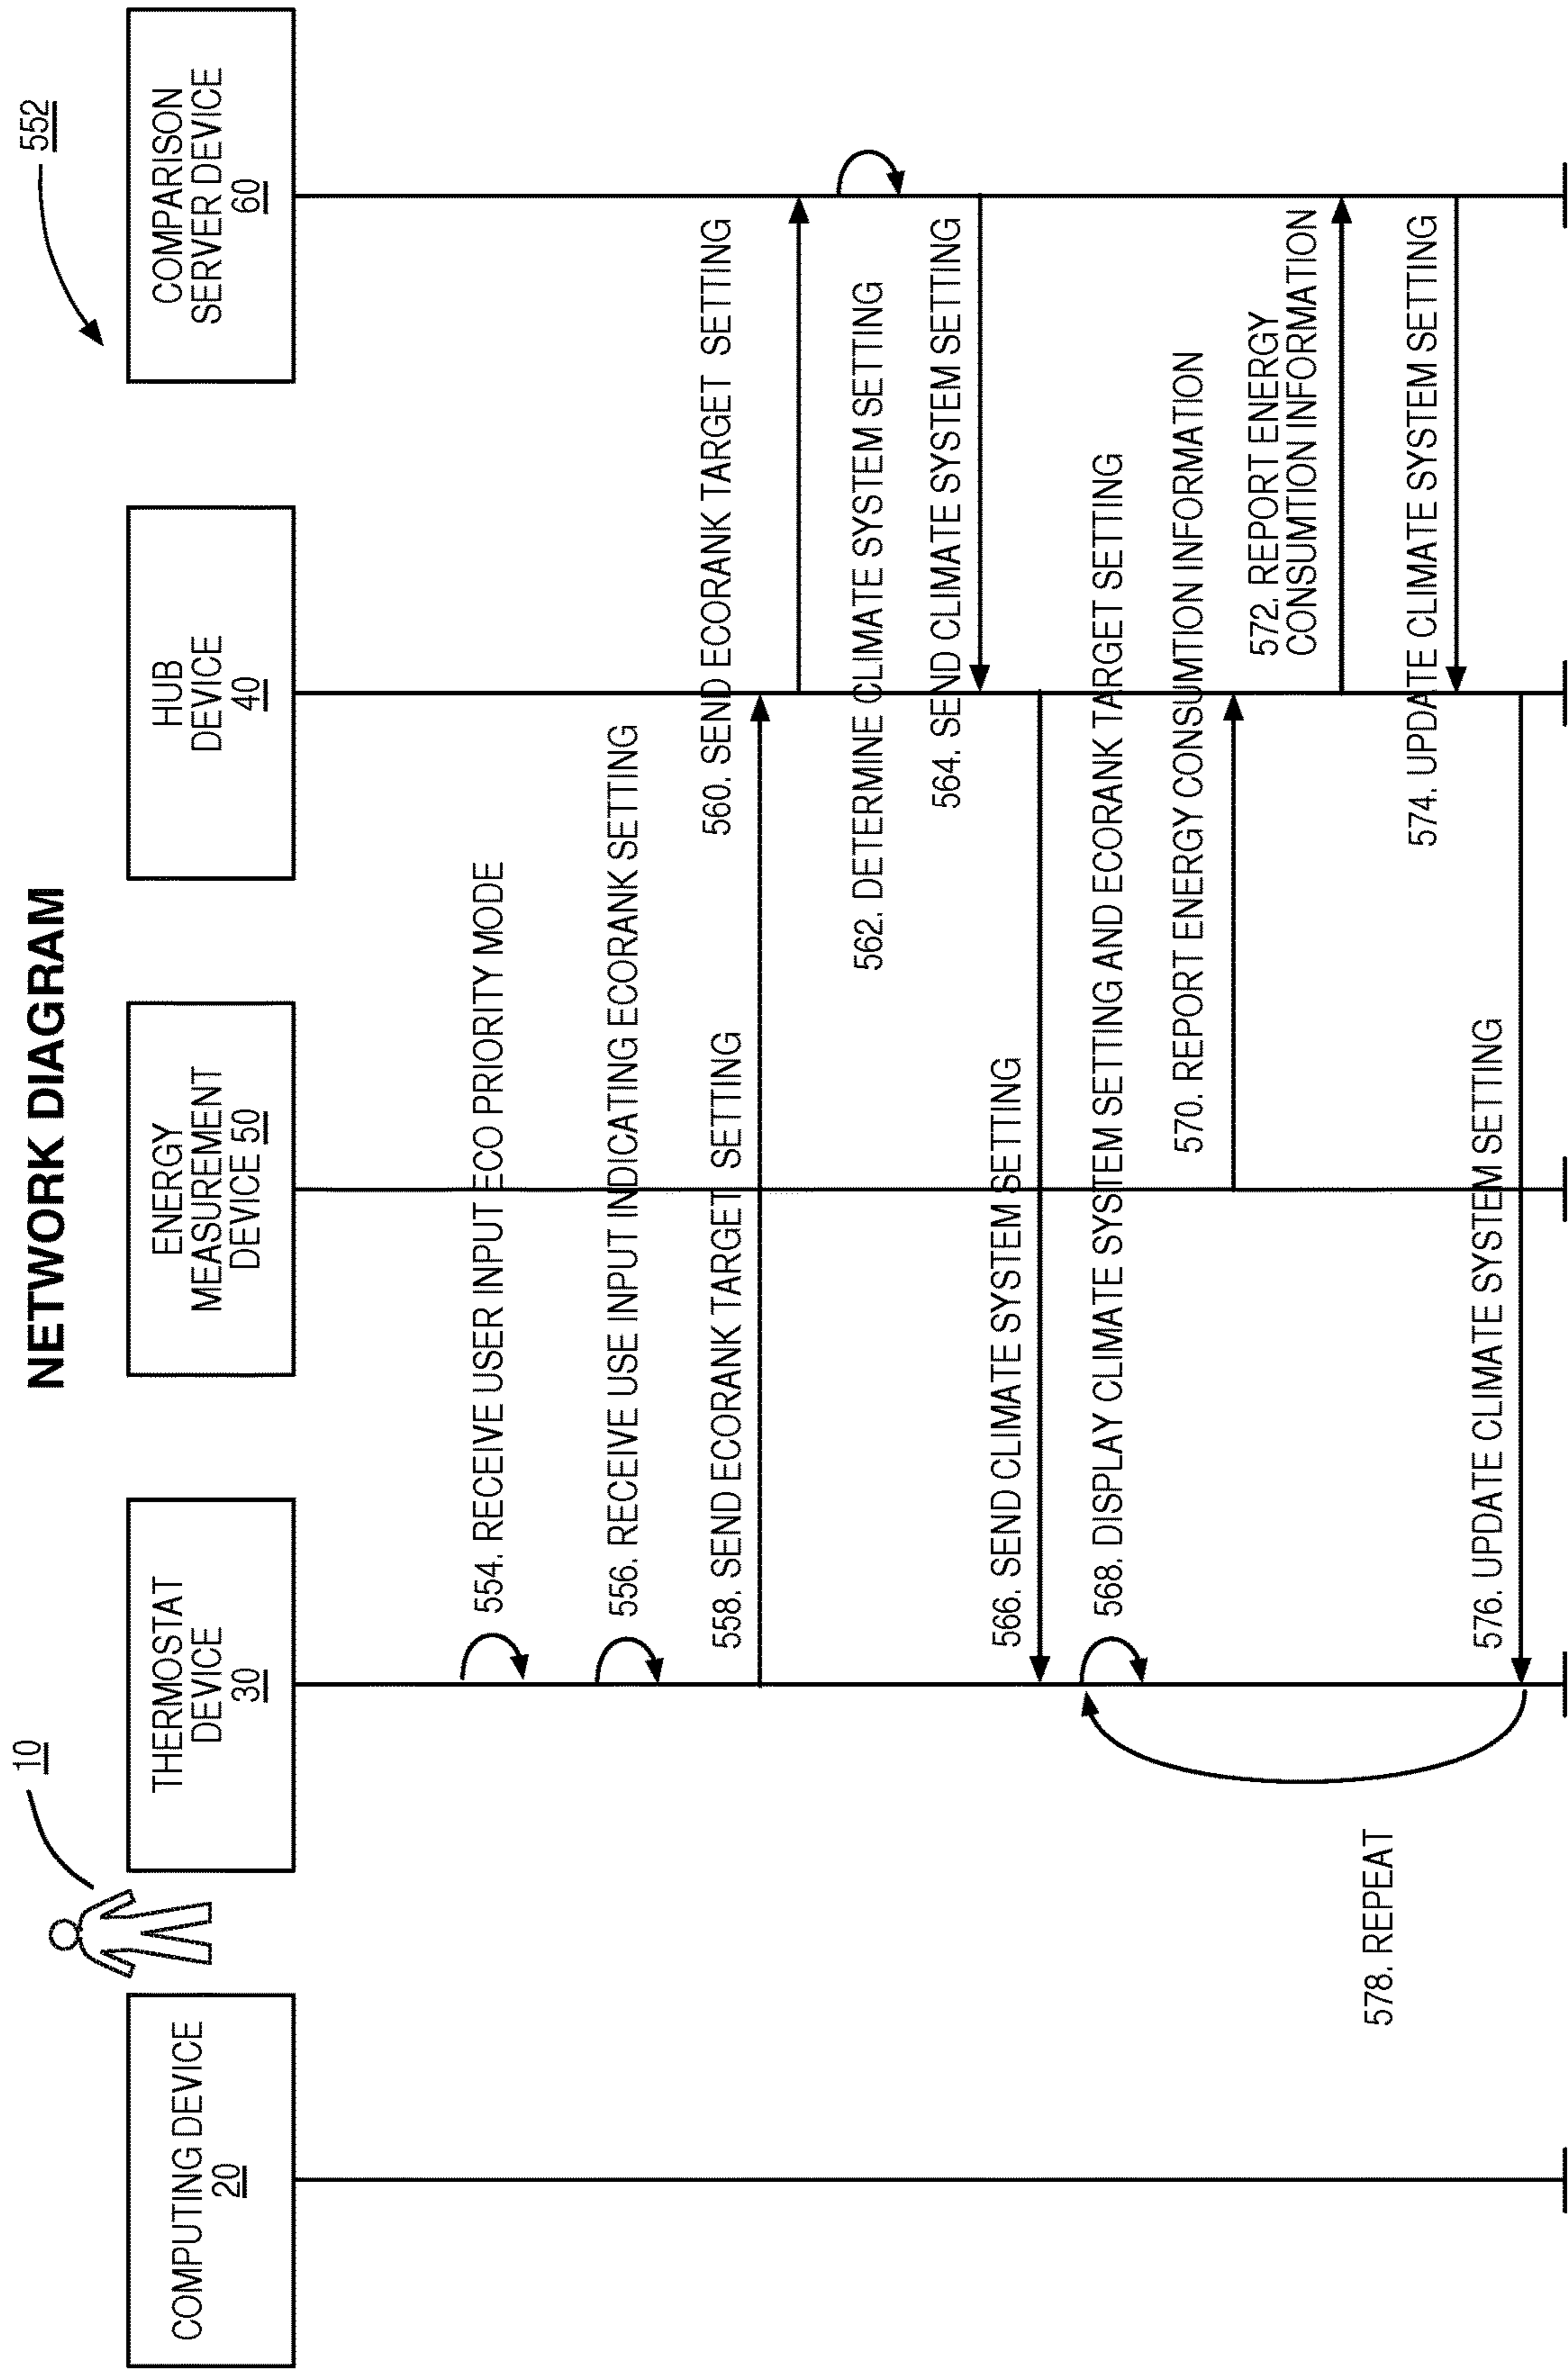 NETWORK DIAGRAM
552
10
COMPUTING DEVICE
20
THERMOSTAT
DEVICE
30
ENERGY
MEASUREMENT
DEVICE 50
HUB
DEVICE
40
COMPARISON
SERVER DEVICE
60
554. RECEIVE USER INPUT ECO PRIORITY MODE
556. RECEIVE USE INPUT INDICATING ECORANK SETTING
558. SEND ECORANK TARGET SETTING
560. SEND ECORANK TARGET SETTING
562. DETERMINE CLIMATE SYSTEM SETTING
564. SEND CLIMATE SYSTEM SETTING
566. SEND CLIMATE SYSTEM SETTING
568. DISPLAY CLIMATE SYSTEM SETTING AND ECORANK TARGET SETTING
570. REPORT ENERGY CONSUMTION INFORMATION
572. REPORT ENERGY
CONSUMTION INFORMATION
574. UPDATE CLIMATE SYSTEM SETTING
576. UPDATE CLIMATE SYSTEM SETTING
578. REPEAT